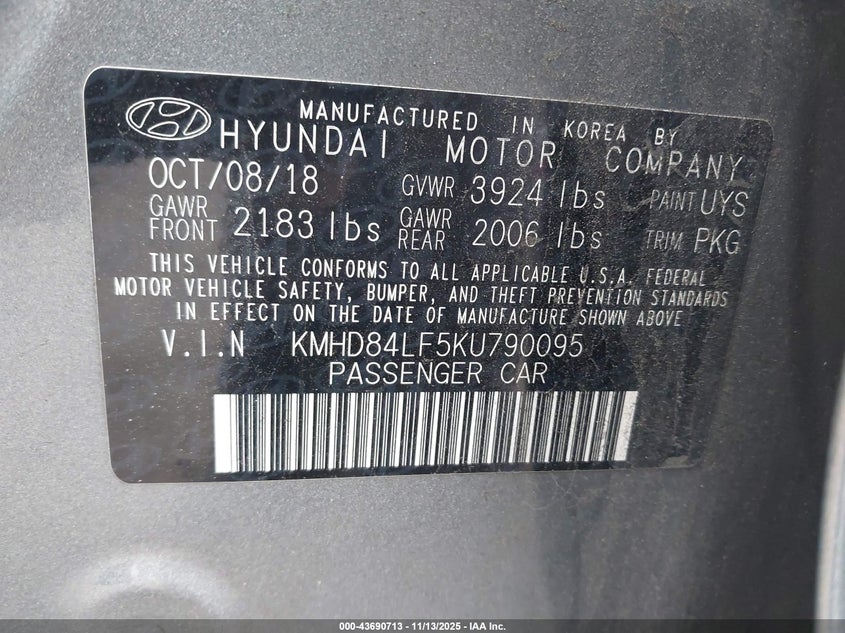 MANUFACTURED IN KOREA BY
HYUNDAI MOTOR COMPANY
OCT/08/18 GVWR 3924 lbs PAINT UYS
GAWR FRONT 2183 lbs GAWR REAR 2006 lbs TRIM PKG
THIS VEHICLE CONFORMS TO ALL APPLICABLE U.S.A. FEDERAL
MOTOR VEHICLE SAFETY, BUMPER, AND THEFT PREVENTION STANDARDS
IN EFFECT ON THE DATE OF MANUFACTURE SHOWN ABOVE
V.I.N KMHD84LF5KU790095
PASSENGER CAR
000-43690713 - 11/13/2025 - IAA Inc.